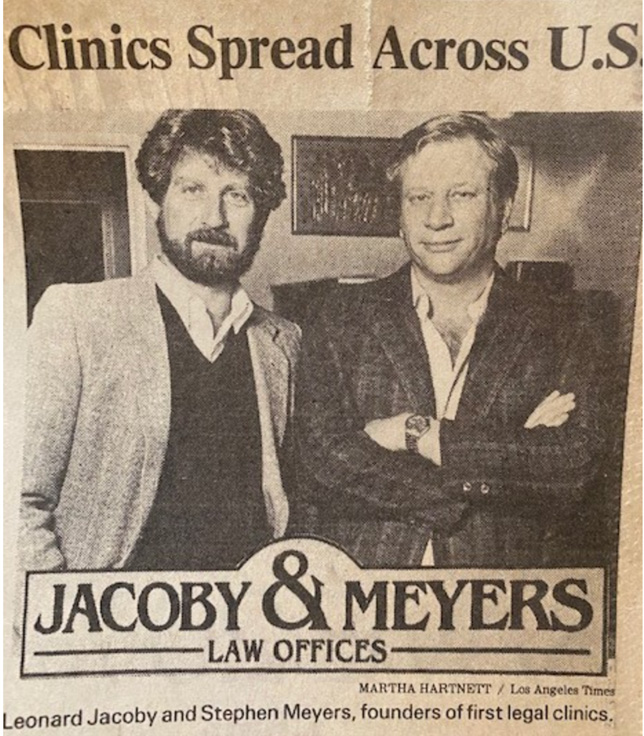 Clinics Spread Across U.S.
JACOBY & MEYERS
LAW OFFICES
MARTHA HARTNETT / Los Angeles Times
Leonard Jacoby and Stephen Meyers, founders of first legal clinics.